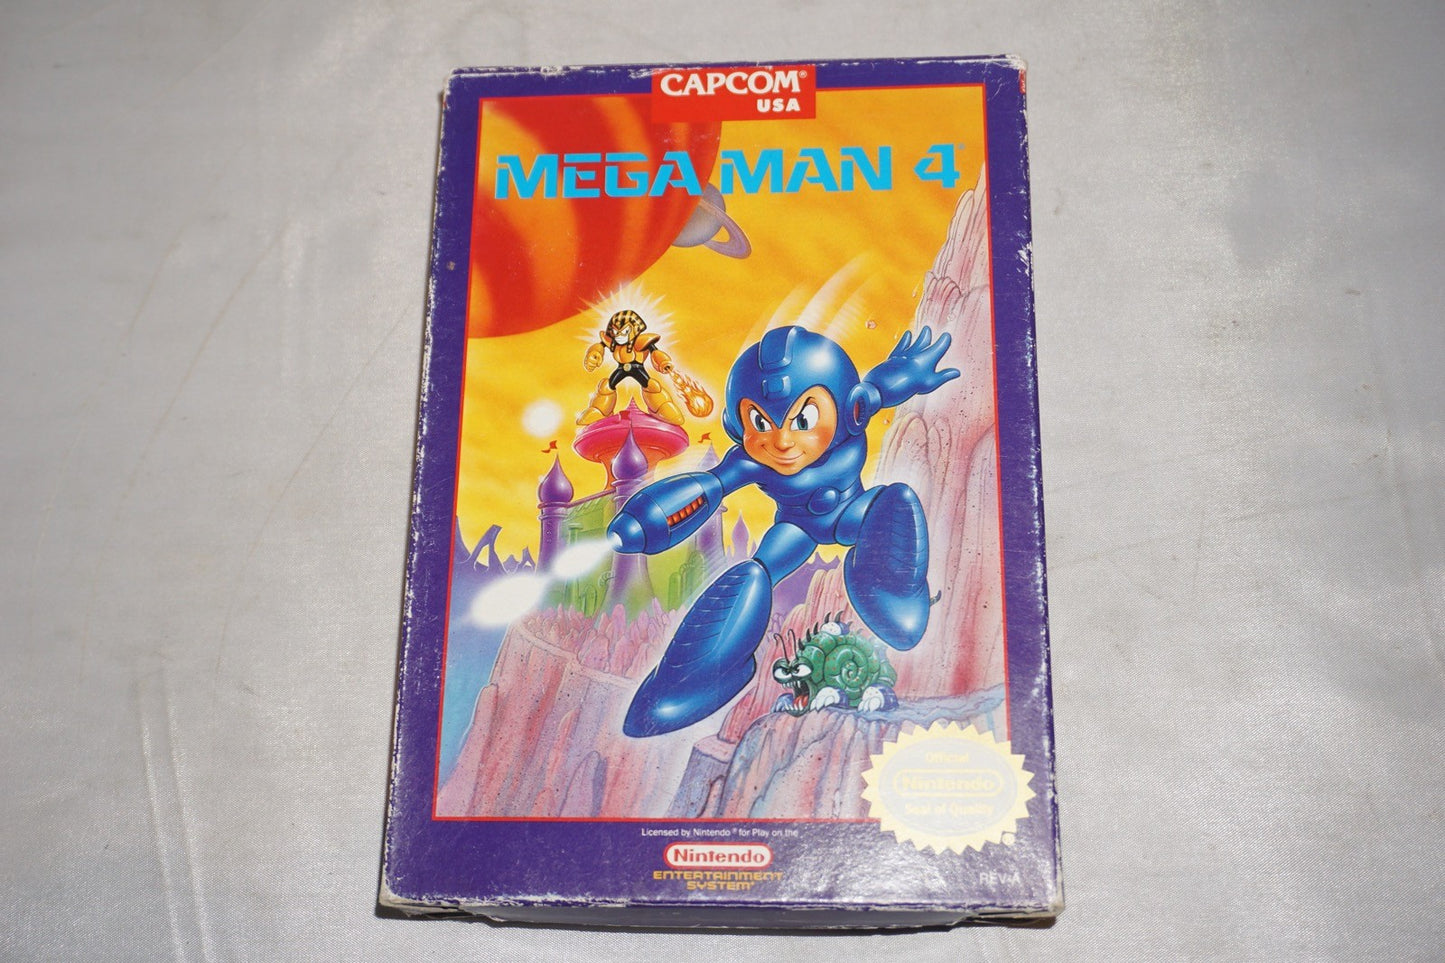 CAPCOM®
USA
MEGA MAN 4
Official
Nintendo
Seal of Quality
®
Licensed by Nintendo® for Play on the
Nintendo
ENTERTAINMENT
SYSTEM®
REV-A